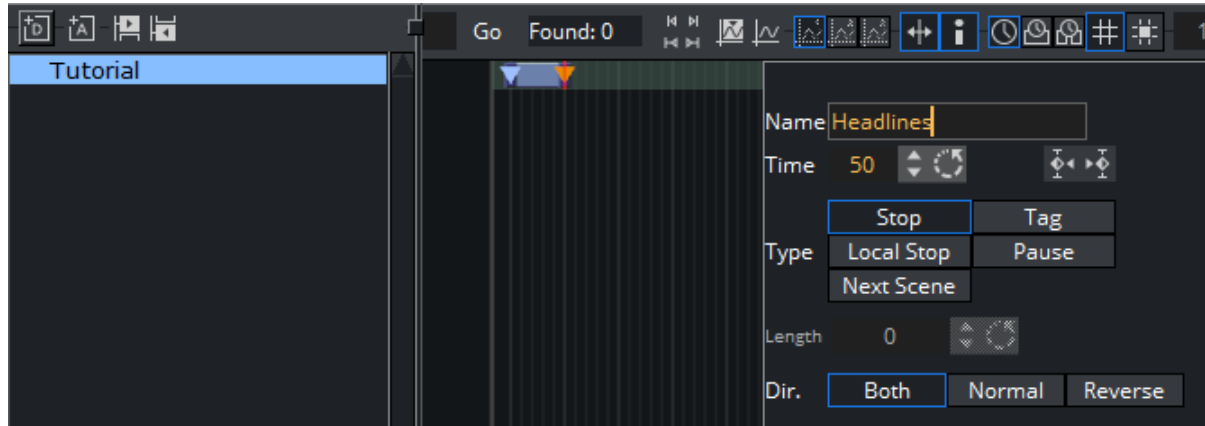 Go Found: 0
Tutorial
Name Headlines
Time 50
Stop Tag
Type Local Stop Pause
Next Scene
Length 0
Dir. Both Normal Reverse